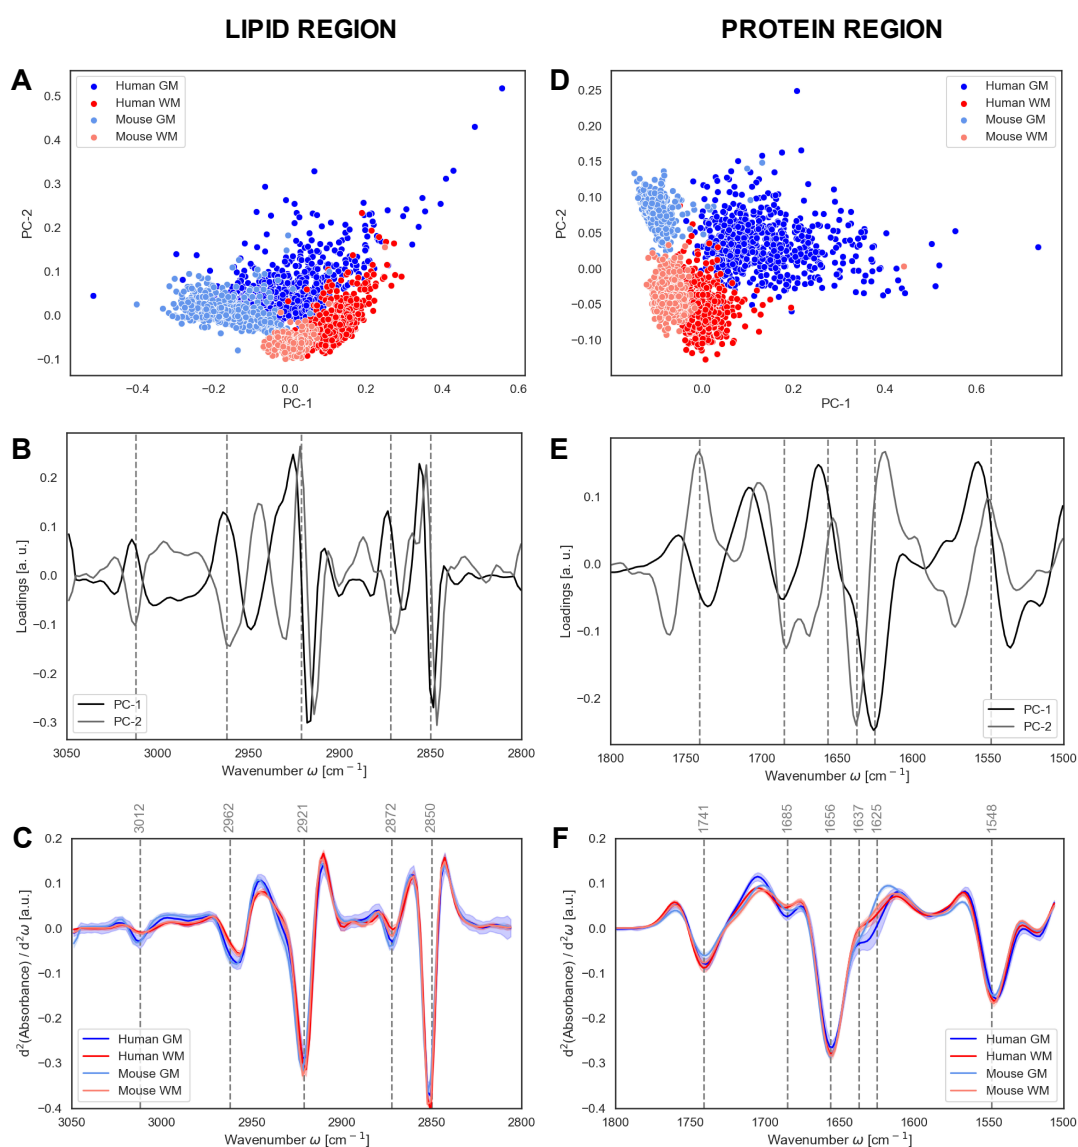 LIPID REGION
PROTEIN REGION
A
Human GM
Human WM
Mouse GM
Mouse WM
0.5
0.4
0.3
0.2
0.1
0.0
−0.1
PC-2
−0.4 −0.2 0.0 0.2 0.4 0.6
PC-1
D
Human GM
Human WM
Mouse GM
Mouse WM
0.25
0.20
0.15
0.10
0.05
0.00
−0.05
−0.10
PC-2
0.0 0.2 0.4 0.6
PC-1
B
0.2
0.1
0.0
−0.1
−0.2
−0.3
Loadings [a. u.]
PC-1
PC-2
3050 3000 2950 2900 2850 2800
Wavenumber ω [cm⁻¹]
E
0.1
0.0
−0.1
−0.2
Loadings [a. u.]
PC-1
PC-2
1800 1750 1700 1650 1600 1550 1500
Wavenumber ω [cm⁻¹]
C
3012 2962 2921 2872 2850
0.2
0.1
0.0
−0.1
−0.2
−0.3
−0.4
d²(Absorbance) / d²ω [a.u.]
Human GM
Human WM
Mouse GM
Mouse WM
3050 3000 2950 2900 2850 2800
Wavenumber ω [cm⁻¹]
F
1741 1685 1656 1637 1625 1548
0.2
0.1
0.0
−0.1
−0.2
−0.3
−0.4
d²(Absorbance) / d²ω [a.u.]
Human GM
Human WM
Mouse GM
Mouse WM
1800 1750 1700 1650 1600 1550 1500
Wavenumber ω [cm⁻¹]